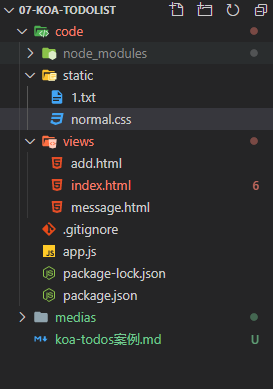 07-KOA-TODOLIST
code
node_modules
static
1.txt
normal.css
views
add.html
index.html 6
message.html
.gitignore
app.js
package-lock.json
package.json
medias
koa-todos案例.md U